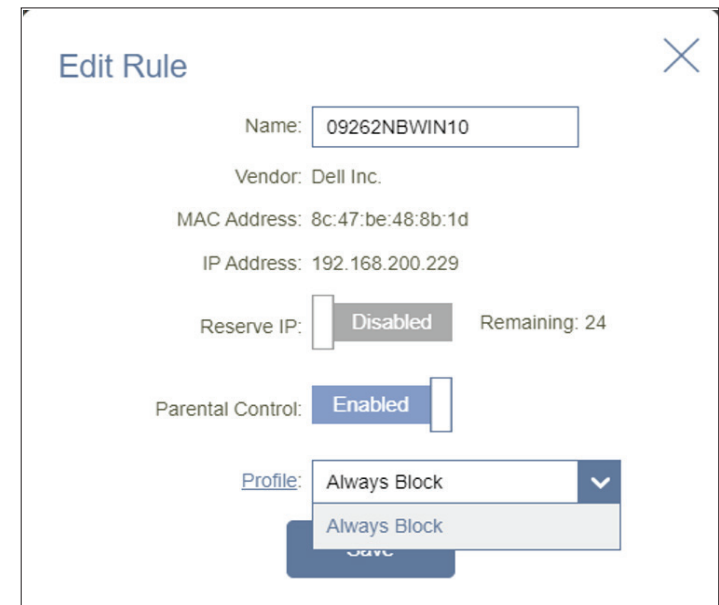 Edit Rule
Name: 09262NBWIN10
Vendor: Dell Inc.
MAC Address: 8c:47:be:48:8b:1d
IP Address: 192.168.200.229
Reserve IP: Disabled Remaining: 24
Parental Control: Enabled
Profile: Always Block
Always Block
Save